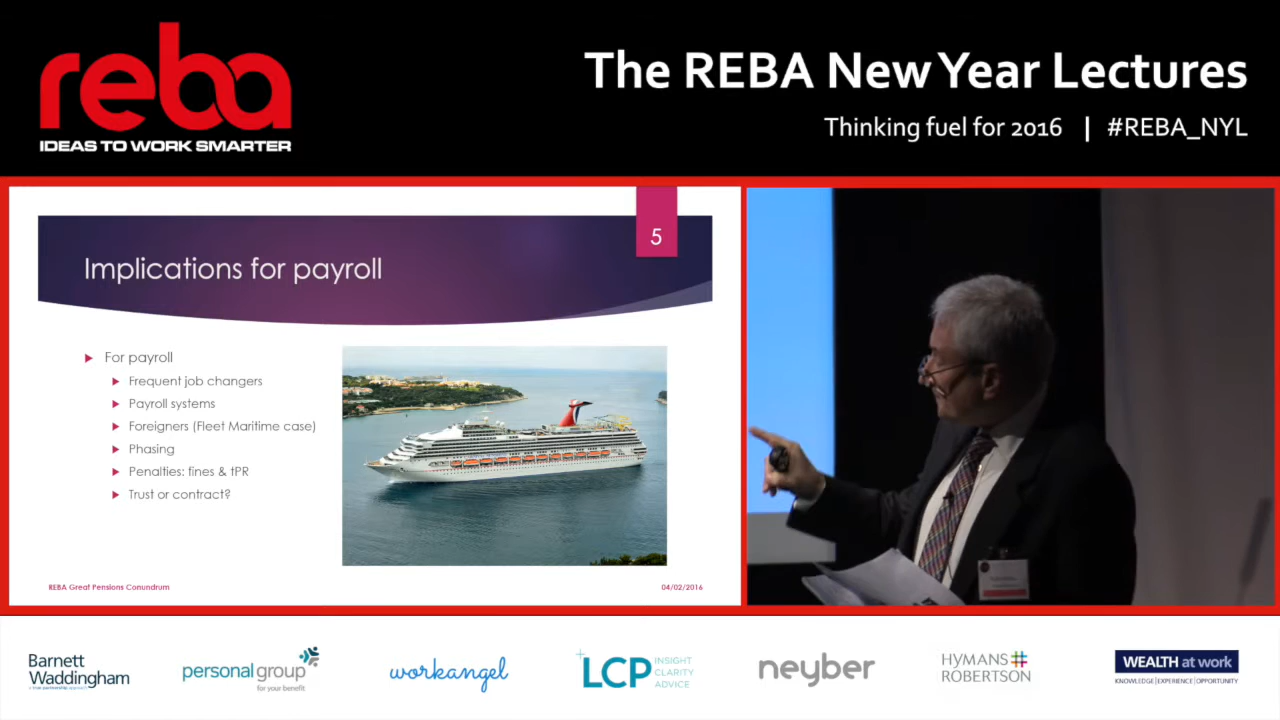 reba
IDEAS TO WORK SMARTER
The REBA New Year Lectures
Thinking fuel for 2016 | #REBA_NYL
5
Implications for payroll
For payroll
Frequent job changers
Payroll systems
Foreigners (Fleet Maritime case)
Phasing
Penalties: fines & tPR
Trust or contract?
REBA Great Pensions Conundrum
04/02/2016
Barnett
Waddingham
personal group
for your benefit
workangel
LCP
INSIGHT
CLARITY
ADVICE
neyber
HYMANS
ROBERTSON
WEALTH at work
KNOWLEDGE | EXPERIENCE | OPPORTUNITY